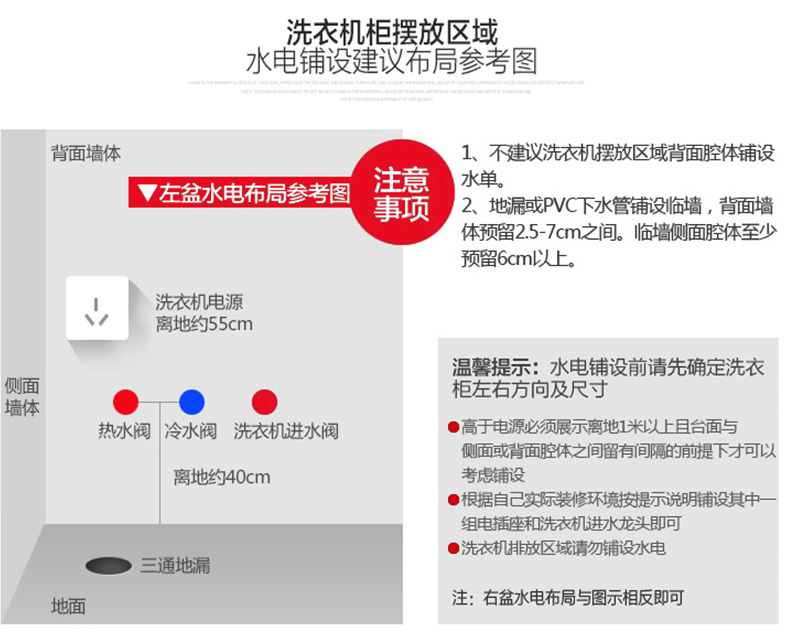 洗衣机柜摆放区域
水电铺设建议布局参考图
背面墙体
▼左盆水电布局参考图
注意
事项
1、不建议洗衣机摆放区域背面腔体铺设
水单。
2、地漏或PVC下水管铺设临墙，背面墙
体预留2.5-7cm之间。临墙侧面腔体至少
预留6cm以上。
洗衣机电源
离地约55cm
侧面
墙体
热水阀
冷水阀
洗衣机进水阀
离地约40cm
三通地漏
地面
温馨提示：水电铺设前请先确定洗衣
柜左右方向及尺寸
高于电源必须展示离地1米以上且台面与
侧面或背面腔体之间留有间隔的前提下才可以
考虑铺设
根据自己实际装修环境按提示说明铺设其中一
组电插座和洗衣机进水龙头即可
洗衣机排放区域请勿铺设水电
注：右盆水电布局与图示相反即可